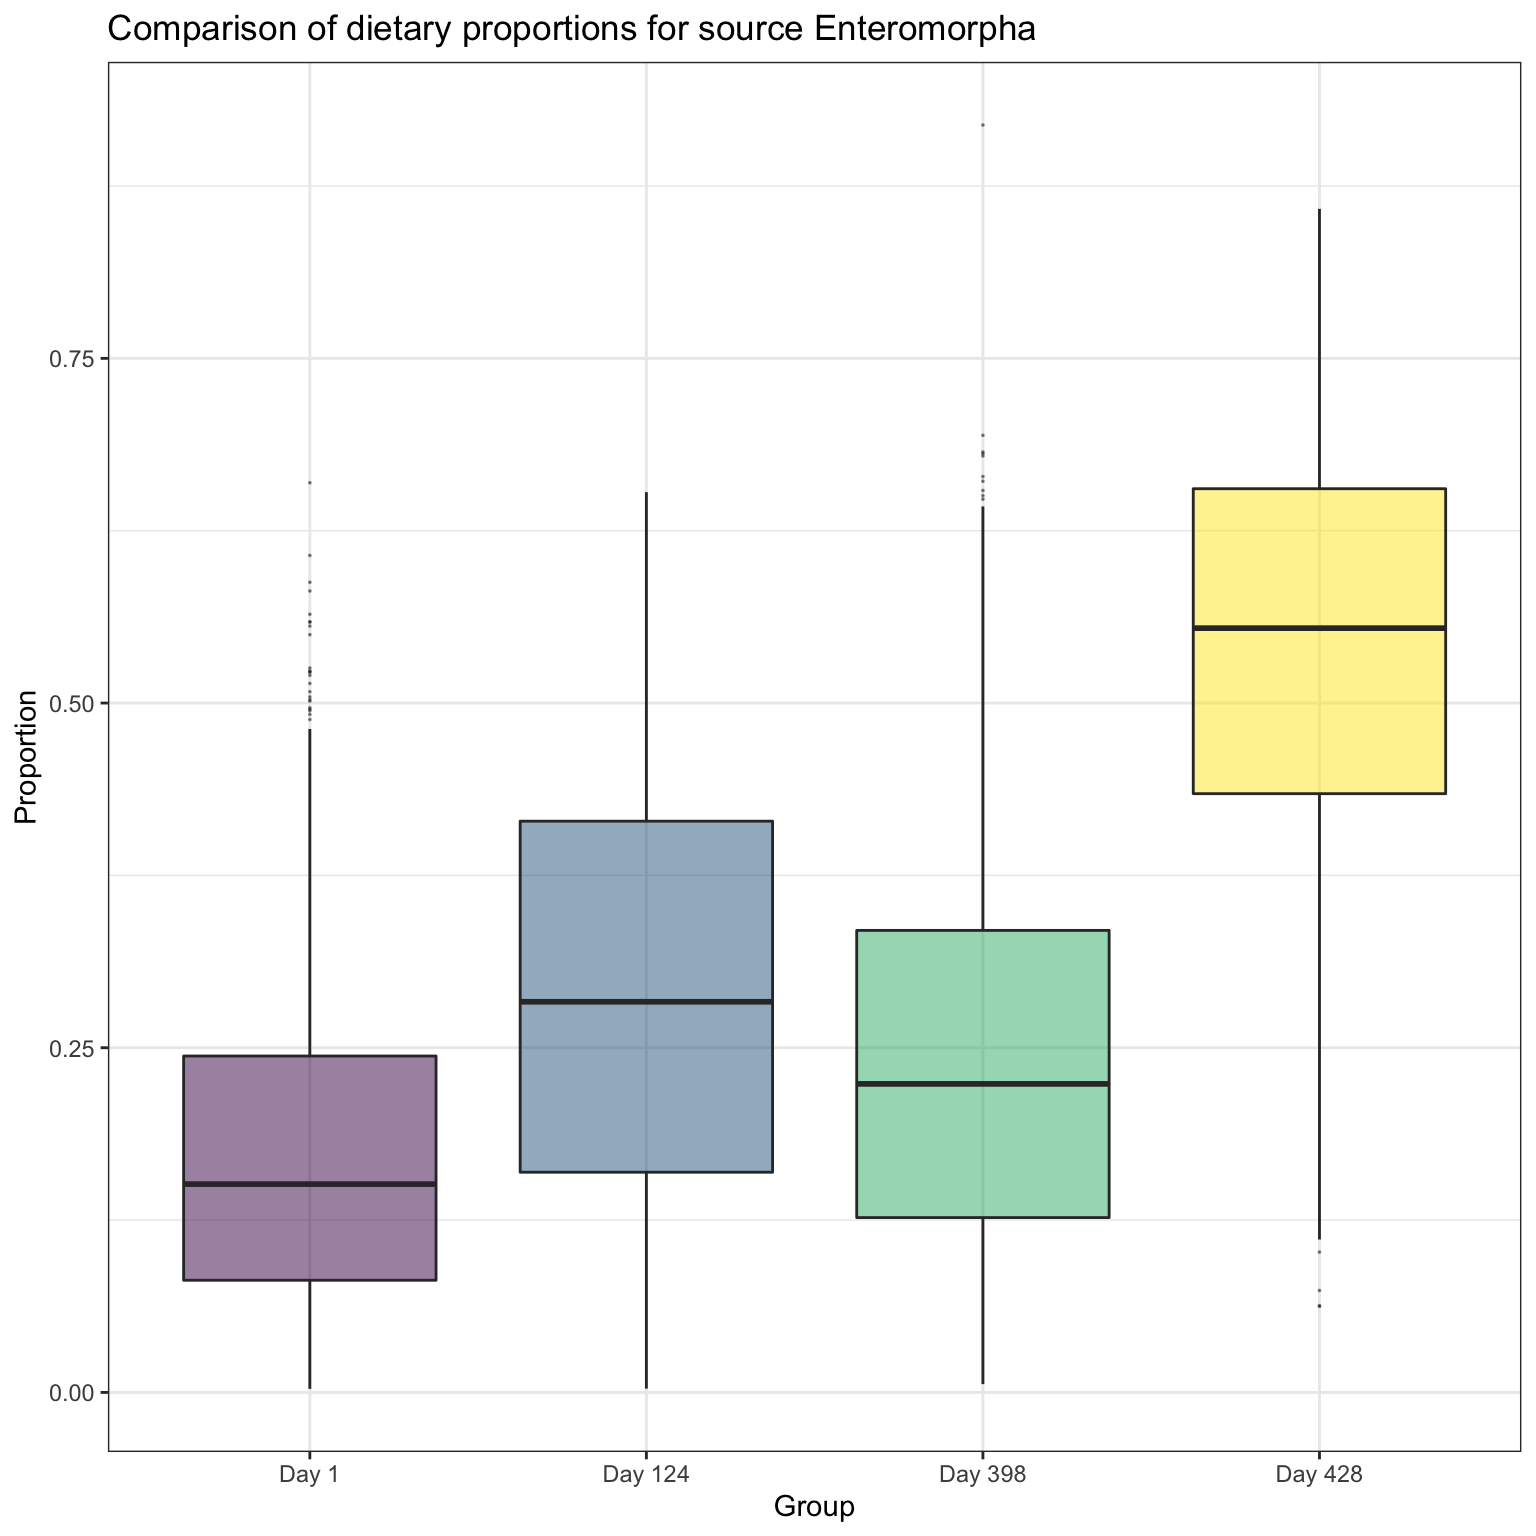 Comparison of dietary proportions for source Enteromorpha
Proportion
0.75
0.50
0.25
0.00
Day 1 Day 124 Day 398 Day 428
Group